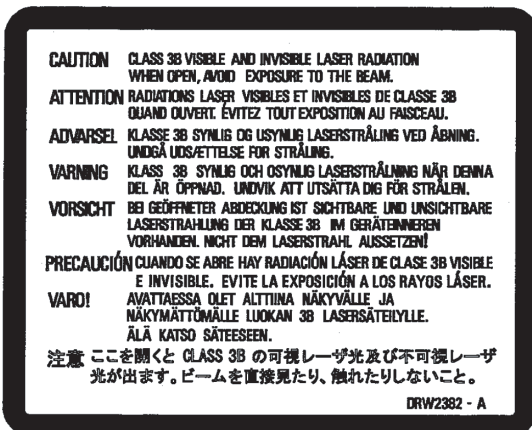 CAUTION CLASS 3B VISIBLE AND INVISIBLE LASER RADIATION
WHEN OPEN, AVOID EXPOSURE TO THE BEAM.
ATTENTION RADIATIONS LASER VISIBLES ET INVISIBLES DE CLASSE 3B
QUAND OUVERT. ÉVITEZ TOUT EXPOSITION AU FAISCEAU.
ADVARSEL KLASSE 3B SYNLIG OG USYNLIG LASERSTRÅLING VED ÅBNING.
UNDGÅ UDSÆTTELSE FOR STRÅLING.
VARNING KLASS 3B SYNLIG OCH OSYNLIG LASERSTRÅLNING NÄR DENNA
DEL ÄR ÖPPNAD. UNDVIK ATT UTSÄTTA DIG FÖR STRÅLEN.
VORSICHT BEI GEÖFFNETER ABDECKUNG IST SICHTBARE UND UNSICHTBARE
LASERSTRAHLUNG DER KLASSE 3B IM GERÄTEINNEREN
VORHANDEN. NICHT DEM LASERSTRAHL AUSSETZEN!
PRECAUCIÓN CUANDO SE ABRE HAY RADIACIÓN LÁSER DE CLASE 3B VISIBLE
E INVISIBLE. EVITE LA EXPOSICIÓN A LOS RAYOS LÁSER.
VARO! AVATTAESSA OLET ALTTIINA NÄKYVÄLLE JA
NÄKYMÄTTÖMÄLLE LUOKAN 3B LASERSÄTEILYLLE.
ÄLÄ KATSO SÄTEESEEN.
注意 ここを開くと CLASS 3B の可視レーザ光及び不可視レーザ
光が出ます。ビームを直接見たり、触れたりしないこと。
DRW2382 - A